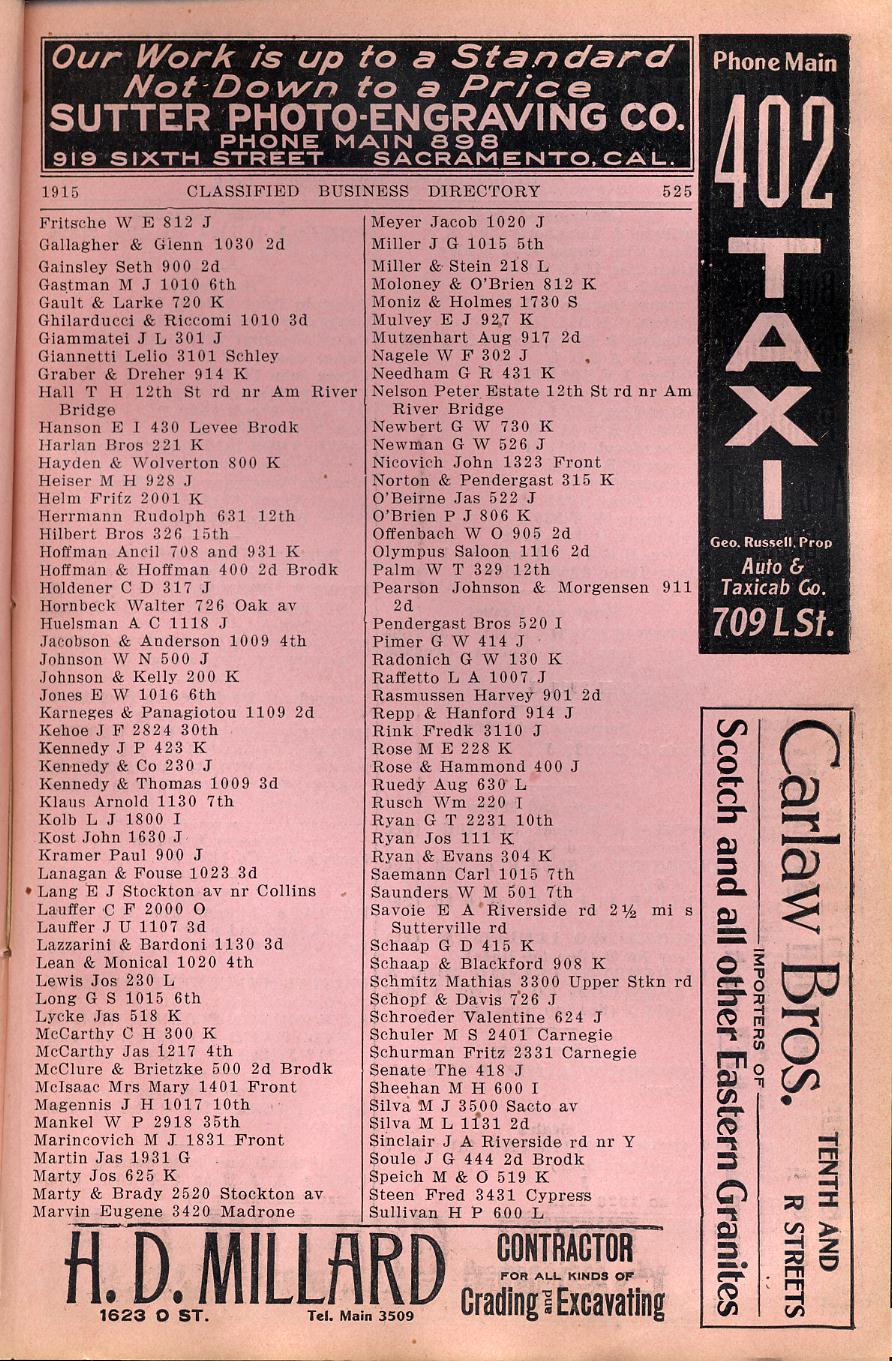 Our Work is up to a Standard
Not Down to a Price
SUTTER PHOTO-ENGRAVING CO.
PHONE MAIN 898
919 SIXTH STREET SACRAMENTO, CAL.
1915 CLASSIFIED BUSINESS DIRECTORY 525
Fritsche W E 812 J
Gallagher & Glenn 1030 2d
Gainsley Seth 900 2d
Gastman M J 1010 6th
Gault & Larke 720 K
Ghilarducci & Riccomi 1010 3d
Giammatei J L 301 J
Giannetti Lelio 3101 Schley
Graber & Dreher 914 K
Hall T H 12th St rd nr Am River
Bridge
Hanson E I 430 Levee Brodk
Harlan Bros 221 K
Hayden & Wolverton 800 K
Heiser M H 928 J
Helm Fritz 2001 K
Herrmann Rudolph 631 12th
Hilbert Bros 326 15th
Hoffman Ancil 708 and 931 K
Hoffman & Hoffman 400 2d Brodk
Holdener C D 317 J
Hornbeck Walter 726 Oak av
Huelsman A C 1118 J
Jacobson & Anderson 1009 4th
Johnson W N 500 J
Johnson & Kelly 200 K
Jones E W 1016 6th
Karneges & Panagiotou 1109 2d
Kehoe J F 2824 30th
Kennedy J P 423 K
Kennedy & Co 230 J
Kennedy & Thomas 1009 3d
Klaus Arnold 1130 7th
Kolb L J 1800 I
Kost John 1630 J
Kramer Paul 900 J
Lanagan & Fouse 1023 3d
Lang E J Stockton av nr Collins
Lauffer C F 2000 O
Lauffer J U 1107 3d
Lazzarini & Bardoni 1130 3d
Lean & Monical 1020 4th
Lewis Jos 230 L
Long G S 1015 6th
Lycke Jas 518 K
McCarthy C H 300 K
McCarthy Jas 1217 4th
McClure & Brietzke 500 2d Brodk
McIsaac Mrs Mary 1401 Front
Magennis J H 1017 10th
Mankel W P 2918 35th
Marincovich M J 1831 Front
Martin Jas 1931 G
Marty Jos 625 K
Marty & Brady 2520 Stockton av
Marvin Eugene 3420 Madrone
Meyer Jacob 1020 J
Miller J G 1015 5th
Miller & Stein 218 L
Moloney & O'Brien 812 K
Moniz & Holmes 1730 S
Mulvey E J 927 K
Mutzenhart Aug 917 2d
Nagele W F 302 J
Needham G R 431 K
Nelson Peter Estate 12th St rd nr Am
River Bridge
Newbert G W 730 K
Newman G W 526 J
Nicovich John 1323 Front
Norton & Pendergast 315 K
O'Beirne Jas 522 J
O'Brien P J 806 K
Offenbach W O 905 2d
Olympus Saloon 1116 2d
Palm W T 329 12th
Pearson Johnson & Morgensen 911
2d
Pendergast Bros 520 I
Pimer G W 414 J
Radonich G W 130 K
Raffetto L A 1007 J
Rasmussen Harvey 901 2d
Repp & Hanford 914 J
Rink Fredk 3110 J
Rose M E 228 K
Rose & Hammond 400 J
Ruedy Aug 630 L
Rusch Wm 220 I
Ryan G T 2231 10th
Ryan Jos 111 K
Ryan & Evans 304 K
Saemann Carl 1015 7th
Saunders W M 501 7th
Savoie E A Riverside rd 2½ mi s
Sutterville rd
Schaap G D 415 K
Schaap & Blackford 908 K
Schmitz Mathias 3300 Upper Stkn rd
Schopf & Davis 726 J
Schroeder Valentine 624 J
Schuler M S 2401 Carnegie
Schurman Fritz 2331 Carnegie
Senate The 418 J
Sheehan M H 600 I
Silva M J 3500 Sacto av
Silva M L 1131 2d
Sinclair J A Riverside rd nr Y
Soule J G 444 2d Brodk
Speich M & O 519 K
Steen Fred 3431 Cypress
Sullivan H P 600 L
Phone Main
402
TAXI
Geo. Russell, Prop
Auto &
Taxicab Co.
709 L St.
Carlaw Bros.
TENTH AND
R STREETS
IMPORTERS OF
Scotch and all other Eastern Granites
H. D. MILLARD
1623 O ST. Tel. Main 3509
CONTRACTOR
FOR ALL KINDS OF
Grading and Excavating